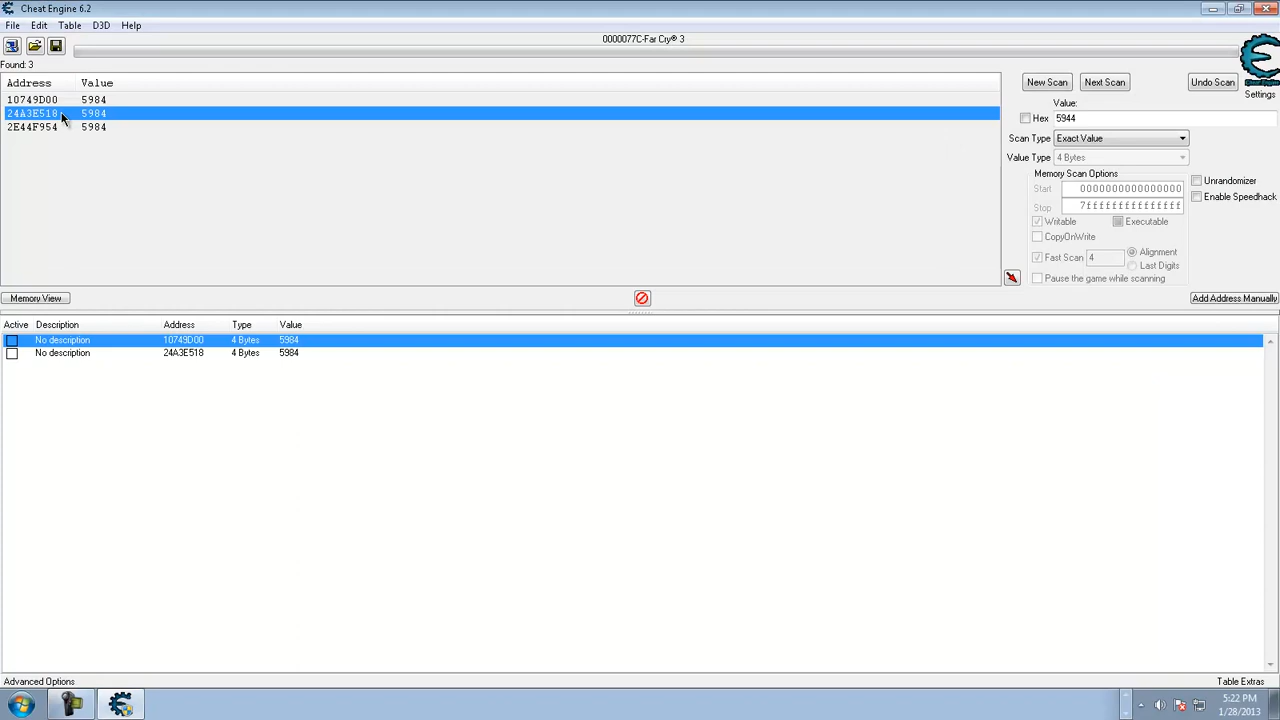 Cheat Engine 6.2
File Edit Table D3D Help
0000077C-Far Cry® 3
Found: 3
Address Value
10749D00 5984
24A3E518 5984
2E44F954 5984
New Scan Next Scan Undo Scan
Cheat Engine
Settings
Value:
Hex 5944
Scan Type Exact Value
Value Type 4 Bytes
Memory Scan Options
Start 0000000000000000
Stop 7fffffffffffffff
Writable Executable
CopyOnWrite
Fast Scan 4 Alignment
Last Digits
Pause the game while scanning
Unrandomizer
Enable Speedhack
Memory View Add Address Manually
Active Description Address Type Value
No description 10749D00 4 Bytes 5984
No description 24A3E518 4 Bytes 5984
Advanced Options Table Extras
5:22 PM
1/28/2013